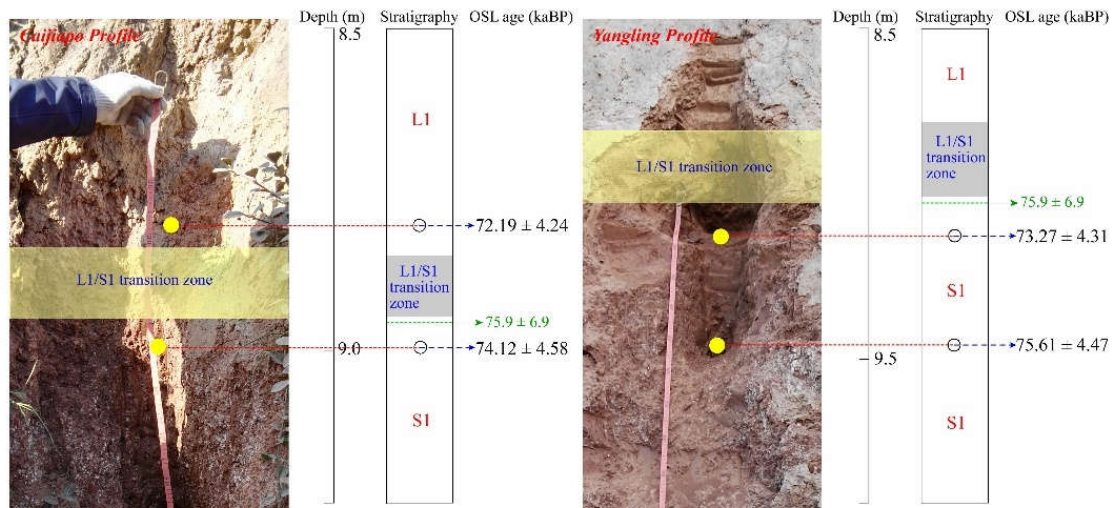 Caijiapo Profile
Depth (m) Stratigraphy OSL age (kaBP)
8.5
L1
72.19 ± 4.24
L1/S1 transition zone
L1/S1
transition
zone
75.9 ± 6.9
9.0
74.12 ± 4.58
S1
Yangling Profile
Depth (m) Stratigraphy OSL age (kaBP)
8.5
L1
L1/S1 transition zone
L1/S1
transition
zone
75.9 ± 6.9
73.27 ± 4.31
S1
9.5
75.61 ± 4.47
S1